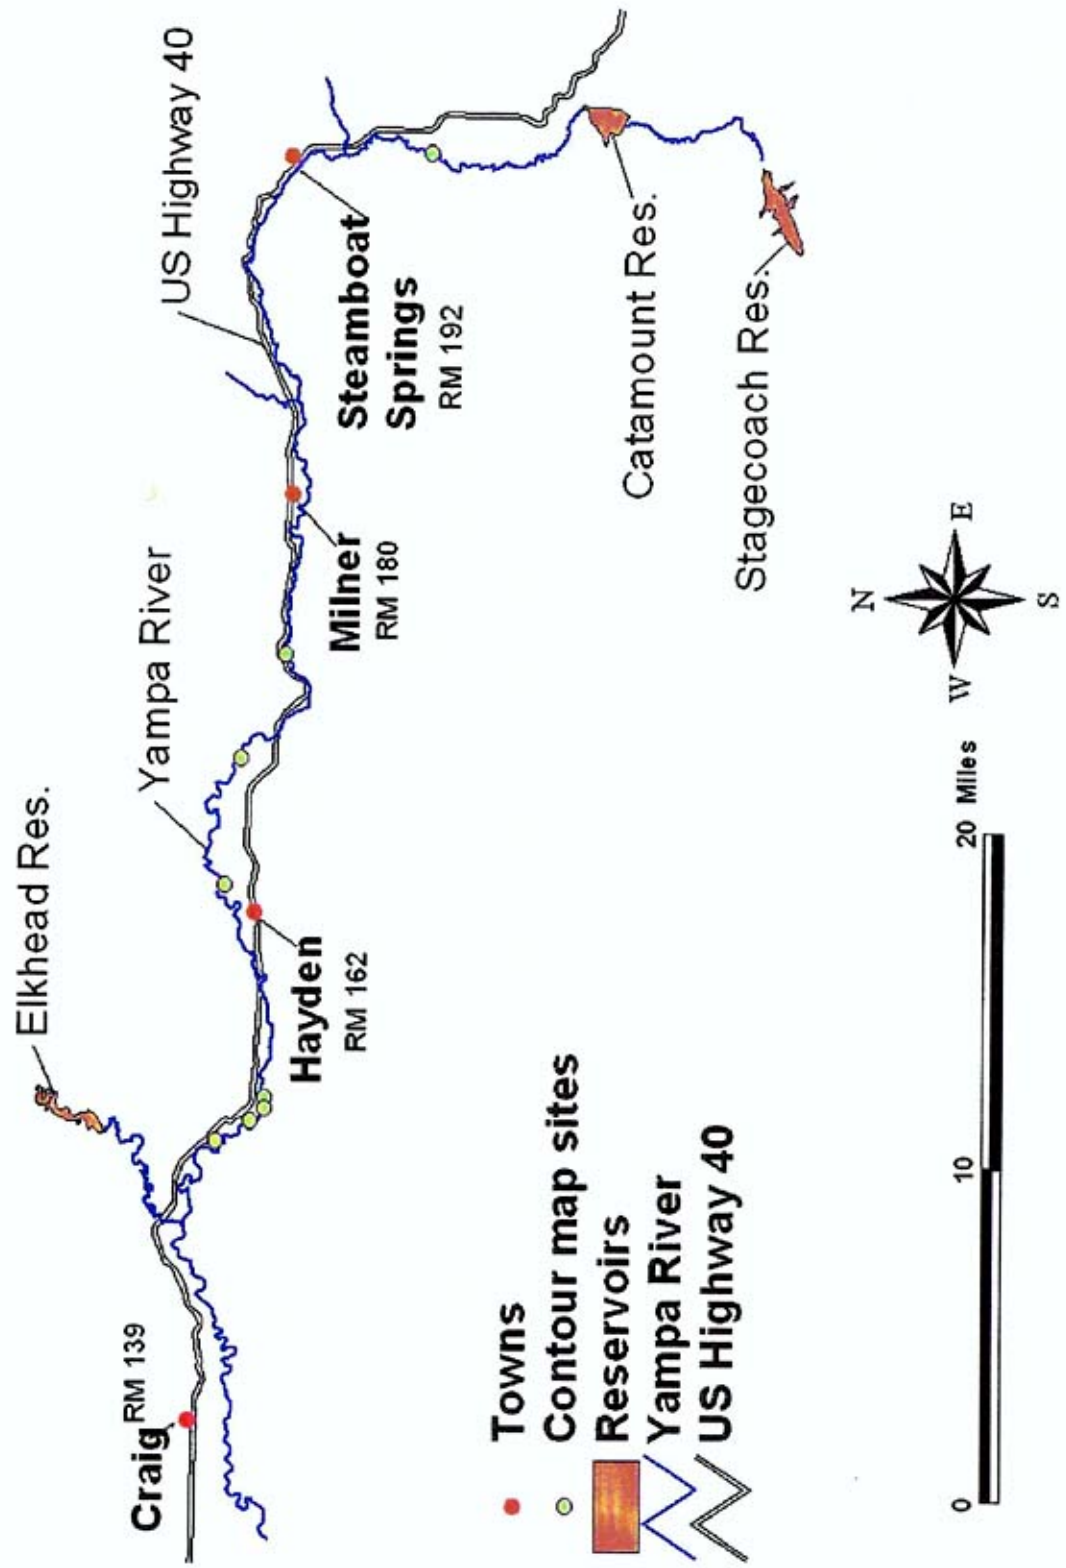 Elkhead Res.
Yampa River
US Highway 40
Craig RM 139
Hayden
RM 162
Milner
RM 180
Steamboat
Springs
RM 192
Catamount Res.
Stagecoach Res.
Towns
Contour map sites
Reservoirs
Yampa River
US Highway 40
N
W
E
S
0
10
20 Miles